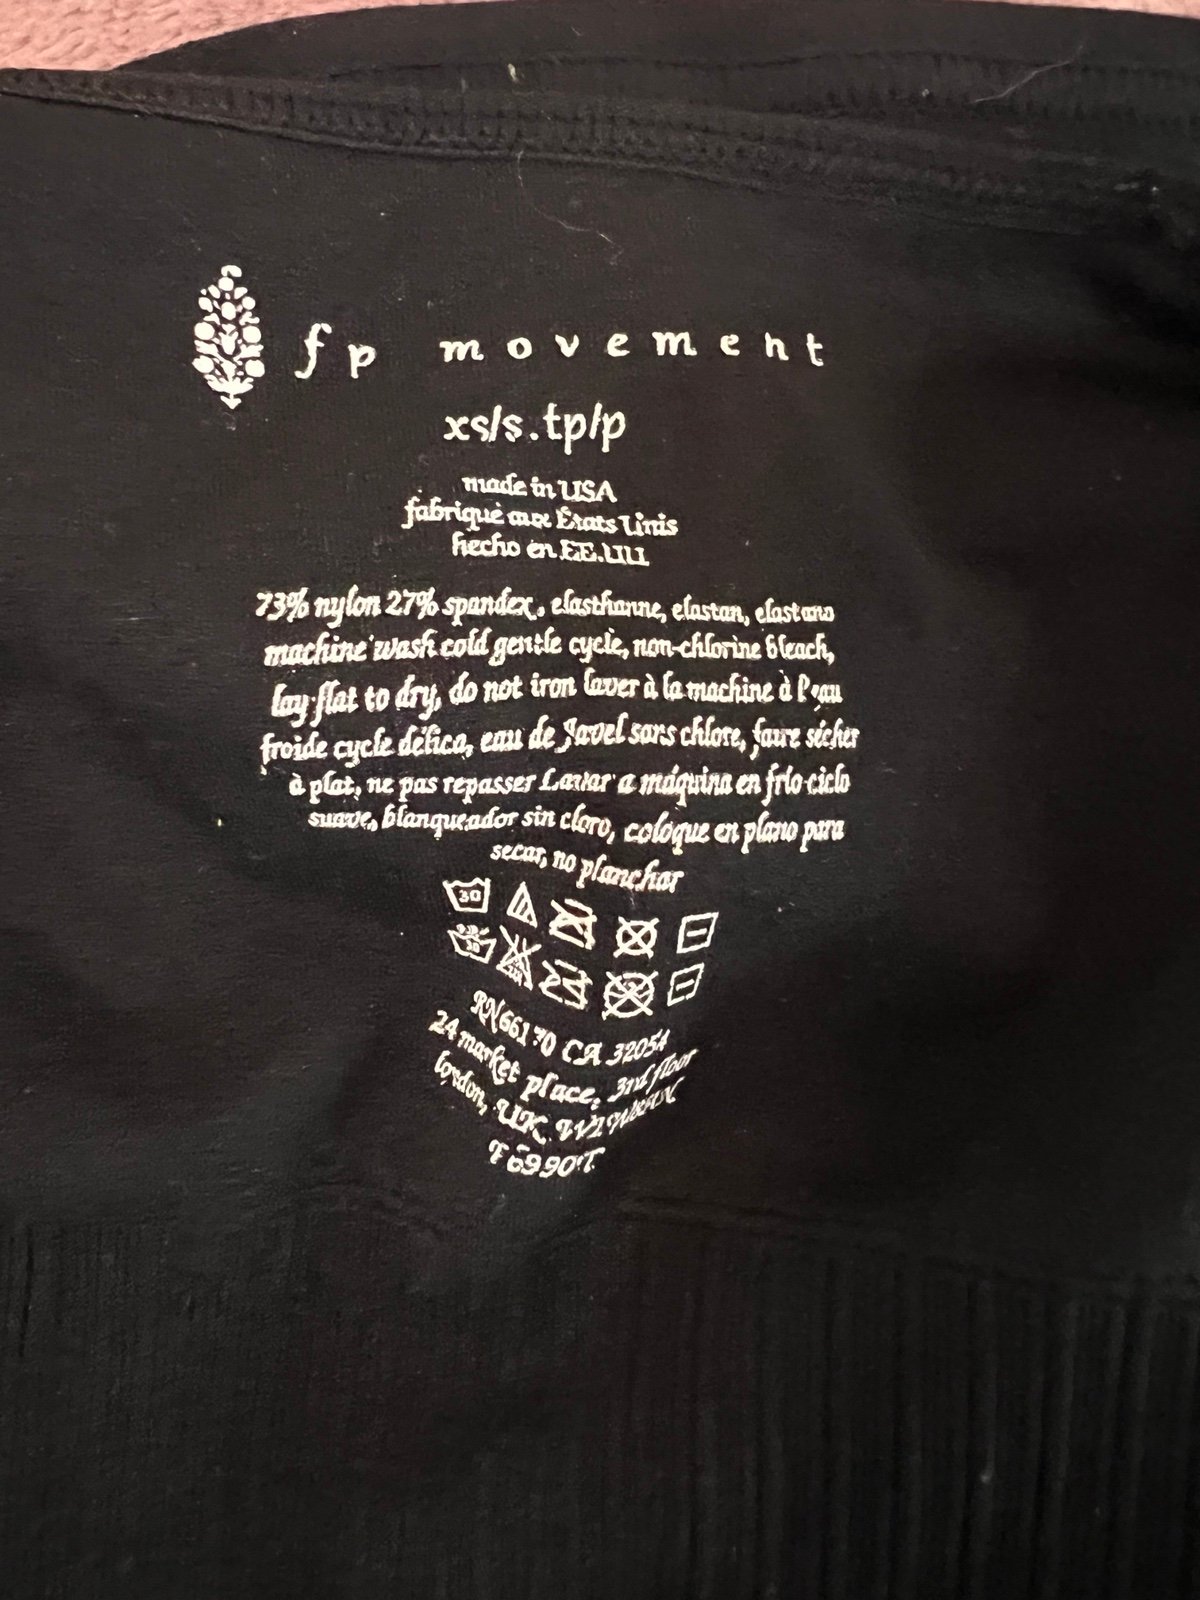 fp movement
xs/s.tp/p
made in USA
fabriqué aux États Unis
hecho en EE.UU
73% nylon 27% spandex, elasthanne, elastan, elastano
machine wash cold gentle cycle, non-chlorine bleach,
lay flat to dry, do not iron laver à la machine à l'eau
froide cycle délica, eau de Javel sans chlore, faire sécher
à plat, ne pas repasser Lavar a máquina en frío ciclo
suave, blanqueador sin cloro, coloque en plano para
secar, no planchar
30
30
RN66170 CA 32054
24 market place, 3rd floor
london, UK